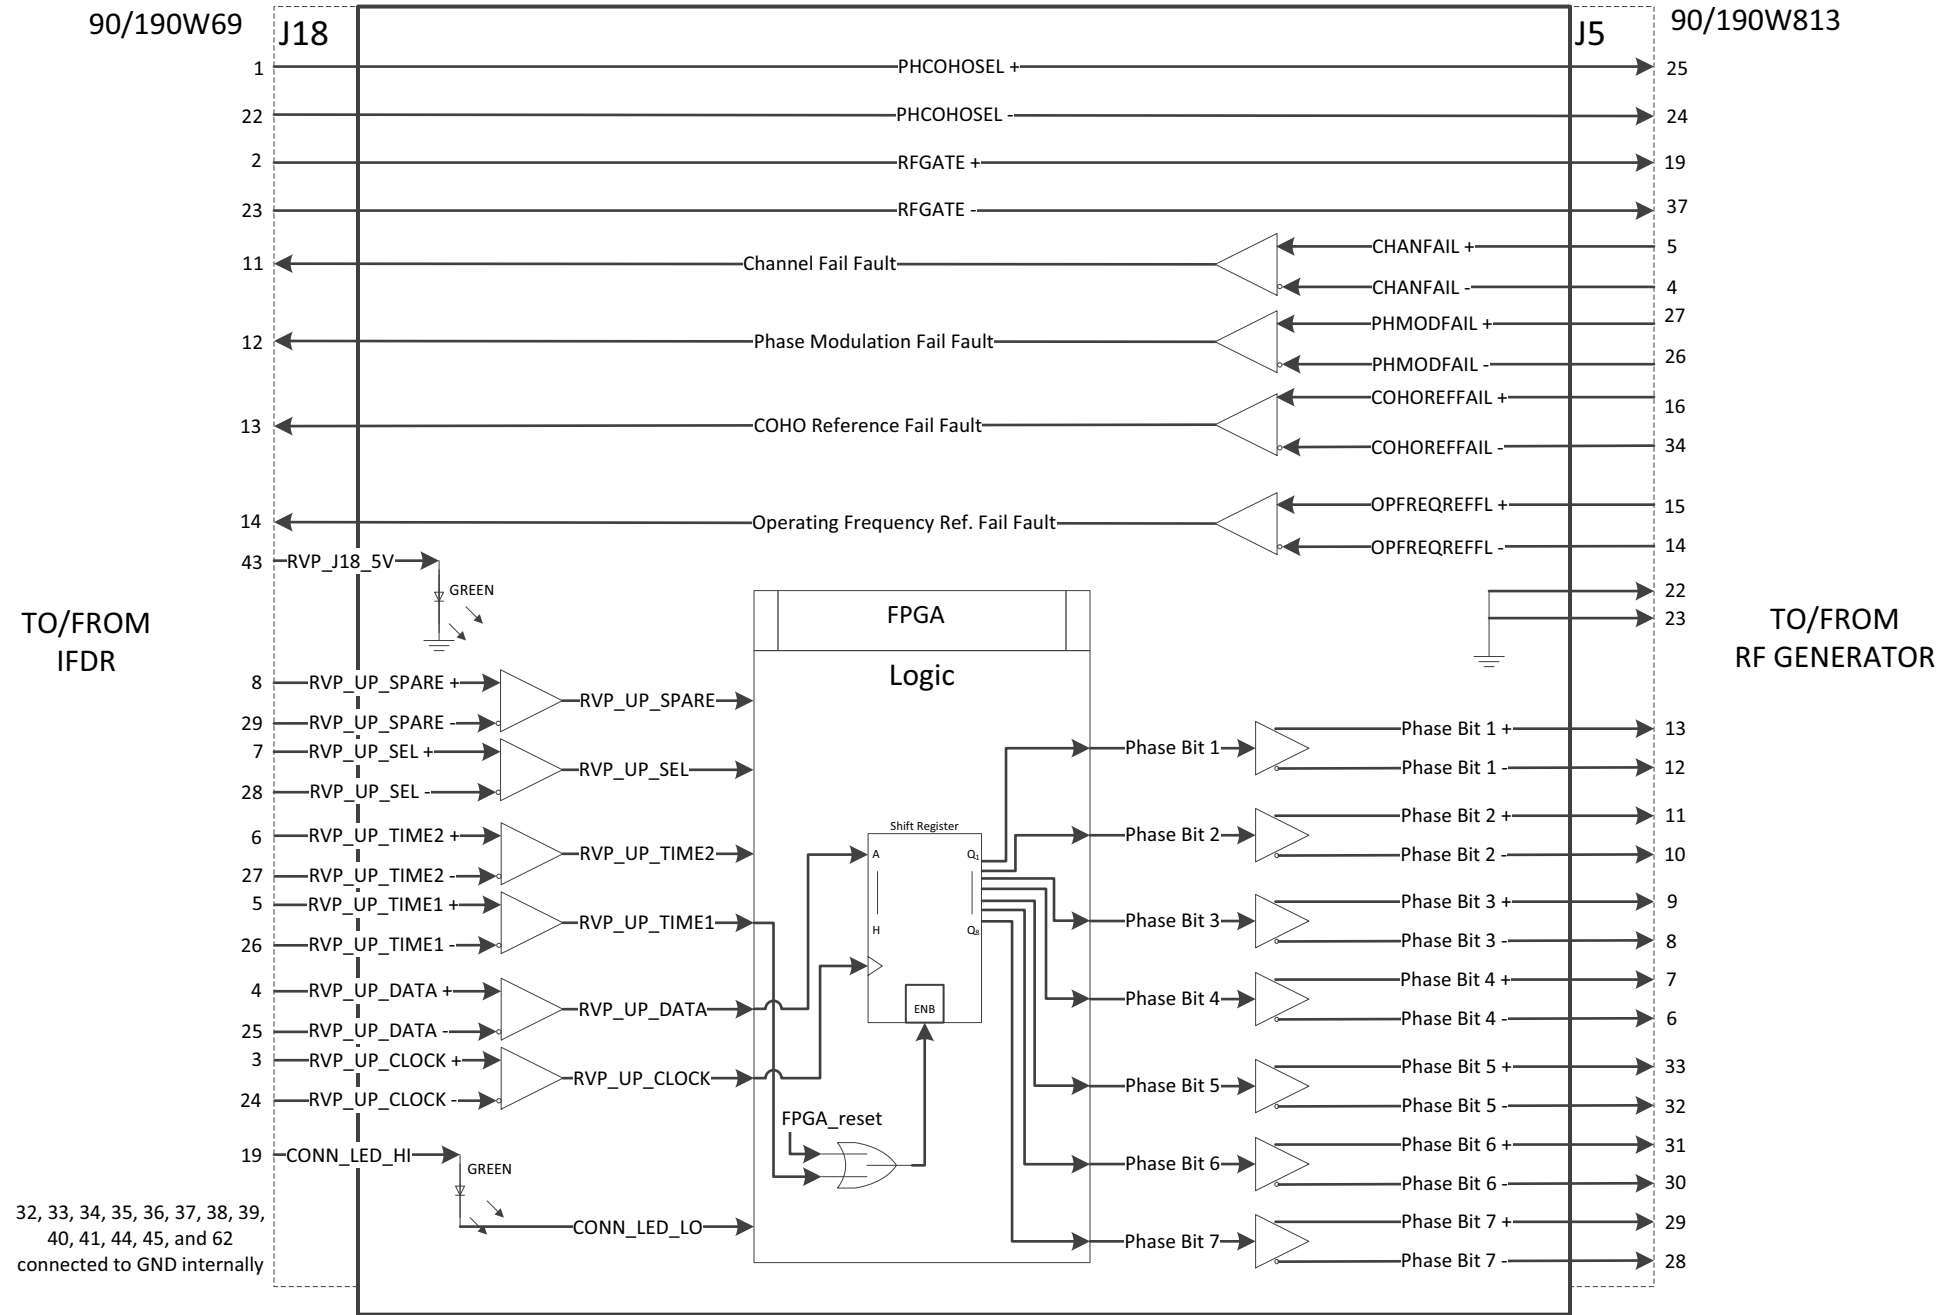 90/190W69
J18
J5
90/190W813
1
PHCOHOSEL +
25
22
PHCOHOSEL -
24
2
RFGATE +
19
23
RFGATE -
37
11
Channel Fail Fault
CHANFAIL +
5
CHANFAIL -
4
12
Phase Modulation Fail Fault
PHMODFAIL +
27
PHMODFAIL -
26
13
COHO Reference Fail Fault
COHOREFFAIL +
16
COHOREFFAIL -
34
14
Operating Frequency Ref. Fail Fault
OPFREQREFFL +
15
OPFREQREFFL -
14
43
RVP_J18_5V
GREEN
22
23
TO/FROM
IFDR
TO/FROM
RF GENERATOR
FPGA
Logic
8
RVP_UP_SPARE +
RVP_UP_SPARE
29
RVP_UP_SPARE -
7
RVP_UP_SEL +
RVP_UP_SEL
28
RVP_UP_SEL -
6
RVP_UP_TIME2 +
RVP_UP_TIME2
27
RVP_UP_TIME2 -
5
RVP_UP_TIME1 +
RVP_UP_TIME1
26
RVP_UP_TIME1 -
4
RVP_UP_DATA +
RVP_UP_DATA
25
RVP_UP_DATA -
3
RVP_UP_CLOCK +
RVP_UP_CLOCK
24
RVP_UP_CLOCK -
19
CONN_LED_HI
GREEN
CONN_LED_LO
32, 33, 34, 35, 36, 37, 38, 39,
40, 41, 44, 45, and 62
connected to GND internally
Shift Register
A
Q1
H
Q8
ENB
FPGA_reset
Phase Bit 1
Phase Bit 1 +
13
Phase Bit 1 -
12
Phase Bit 2
Phase Bit 2 +
11
Phase Bit 2 -
10
Phase Bit 3
Phase Bit 3 +
9
Phase Bit 3 -
8
Phase Bit 4
Phase Bit 4 +
7
Phase Bit 4 -
6
Phase Bit 5
Phase Bit 5 +
33
Phase Bit 5 -
32
Phase Bit 6
Phase Bit 6 +
31
Phase Bit 6 -
30
Phase Bit 7
Phase Bit 7 +
29
Phase Bit 7 -
28